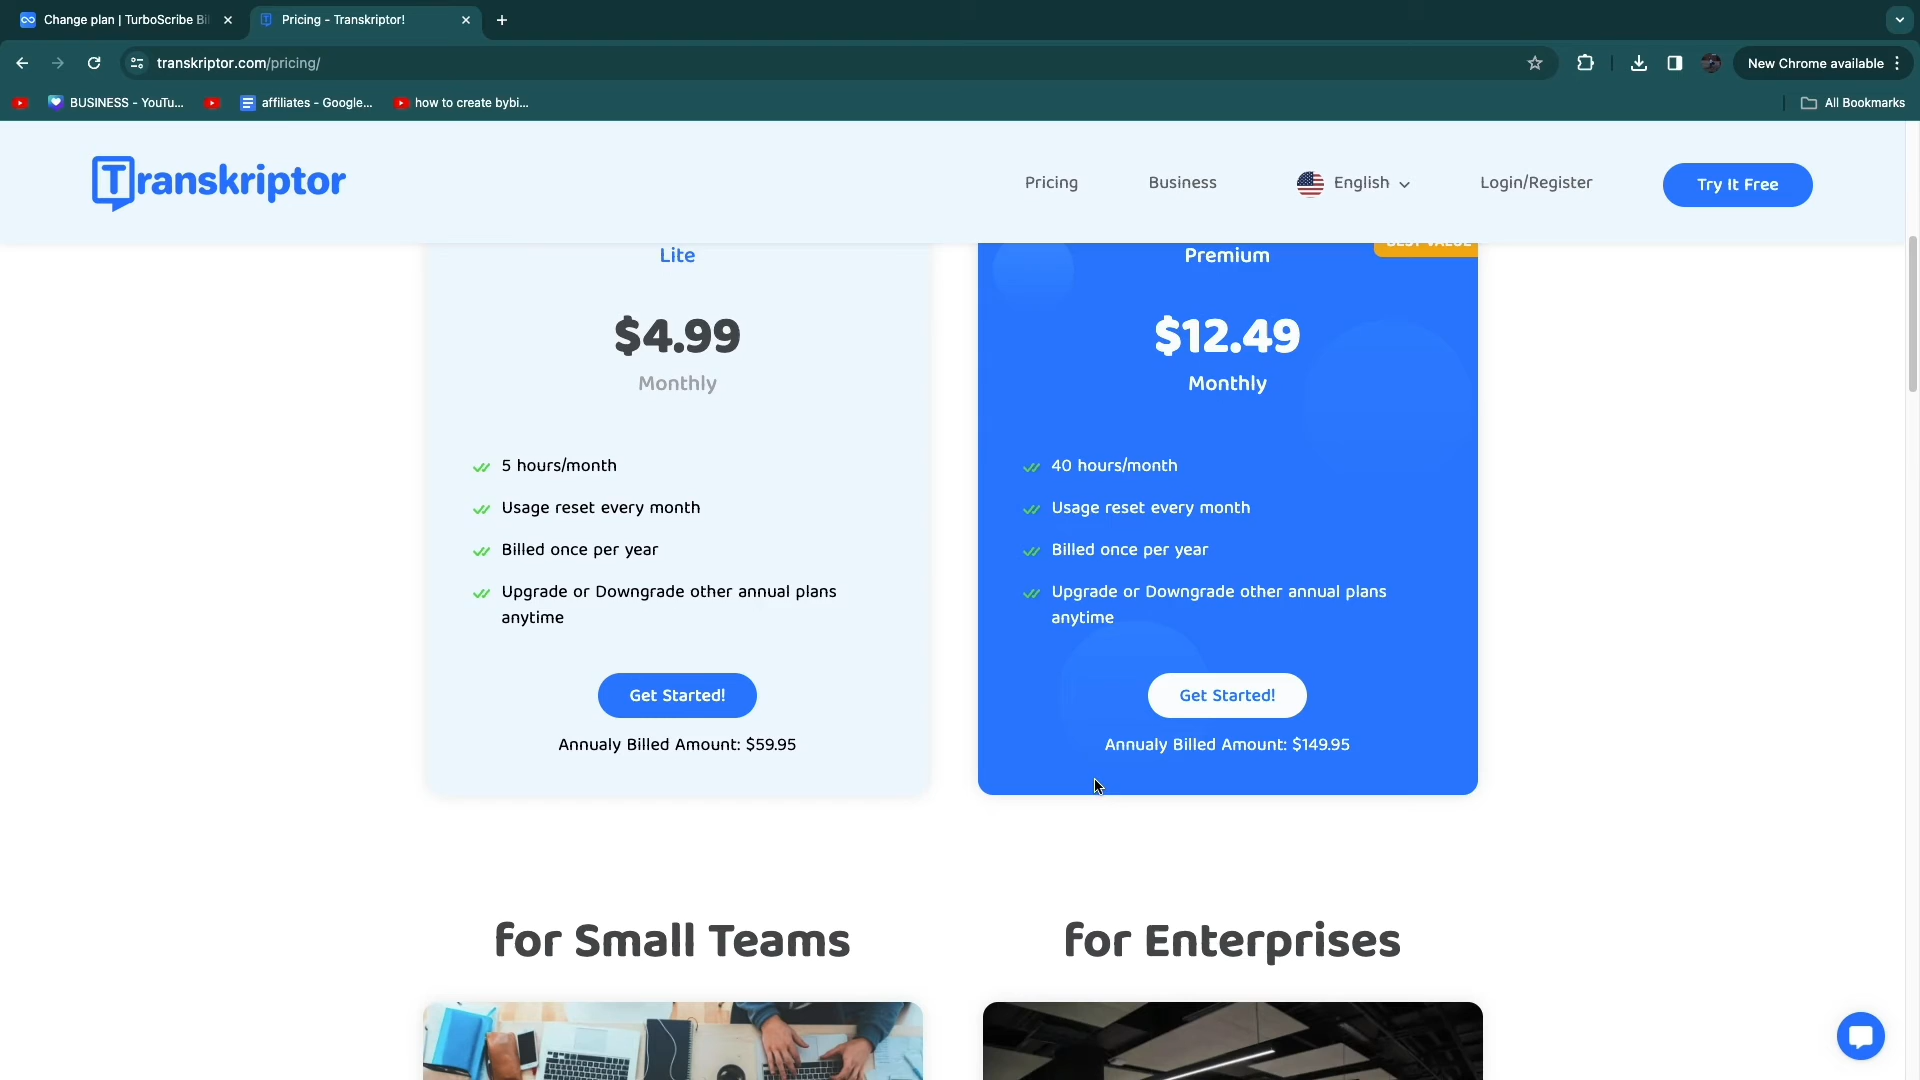 Change plan | TurboScribe Bi
Pricing - Transkriptor!
transkriptor.com/pricing/
New Chrome available
BUSINESS - YouTu...
affiliates - Google...
how to create bybi...
All Bookmarks
Transkriptor
Pricing
Business
English
Login/Register
Try It Free
BEST VALUE
Lite
$4.99
Monthly
5 hours/month
Usage reset every month
Billed once per year
Upgrade or Downgrade other annual plans
anytime
Get Started!
Annualy Billed Amount: $59.95
Premium
$12.49
Monthly
40 hours/month
Usage reset every month
Billed once per year
Upgrade or Downgrade other annual plans
anytime
Get Started!
Annualy Billed Amount: $149.95
for Small Teams
for Enterprises